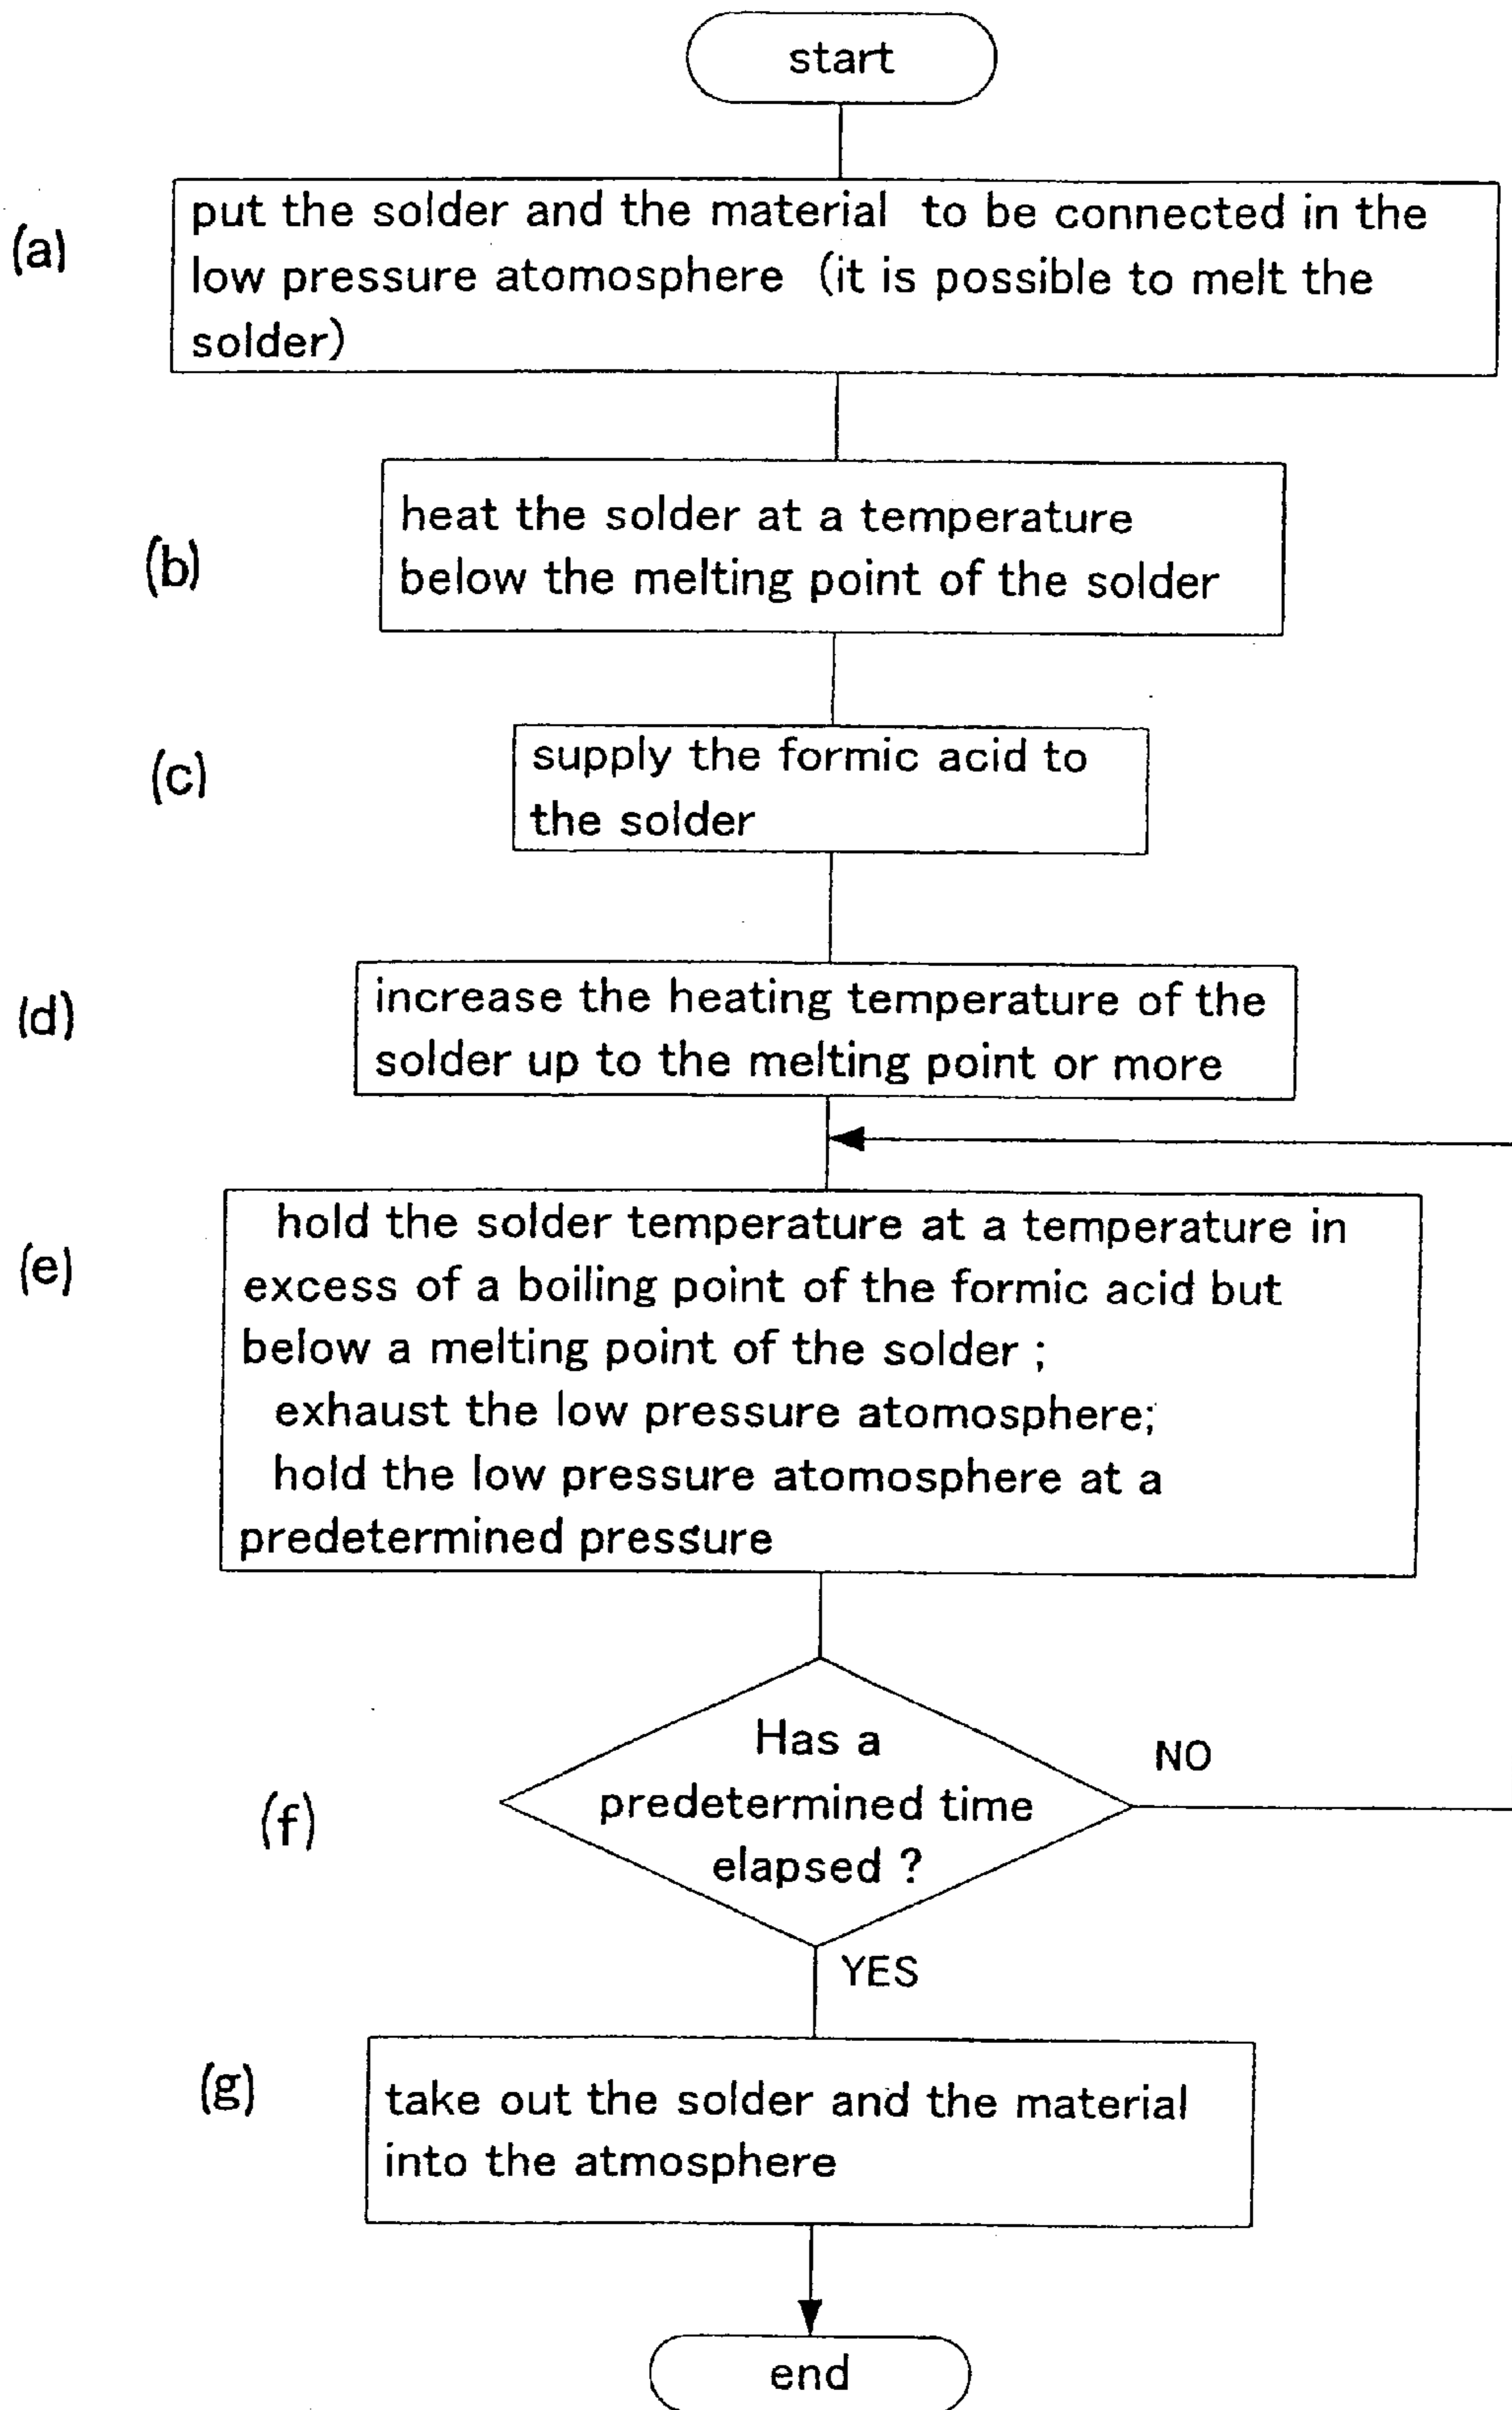 start
(a)
put the solder and the material to be connected in the
low pressure atomosphere (it is possible to melt the
solder)
(b)
heat the solder at a temperature
below the melting point of the solder
(c)
supply the formic acid to
the solder
(d)
increase the heating temperature of the
solder up to the melting point or more
(e)
hold the solder temperature at a temperature in
excess of a boiling point of the formic acid but
below a melting point of the solder ;
exhaust the low pressure atomosphere;
hold the low pressure atomosphere at a
predetermined pressure
(f)
Has a
predetermined time
elapsed ?
NO
YES
(g)
take out the solder and the material
into the atmosphere
end